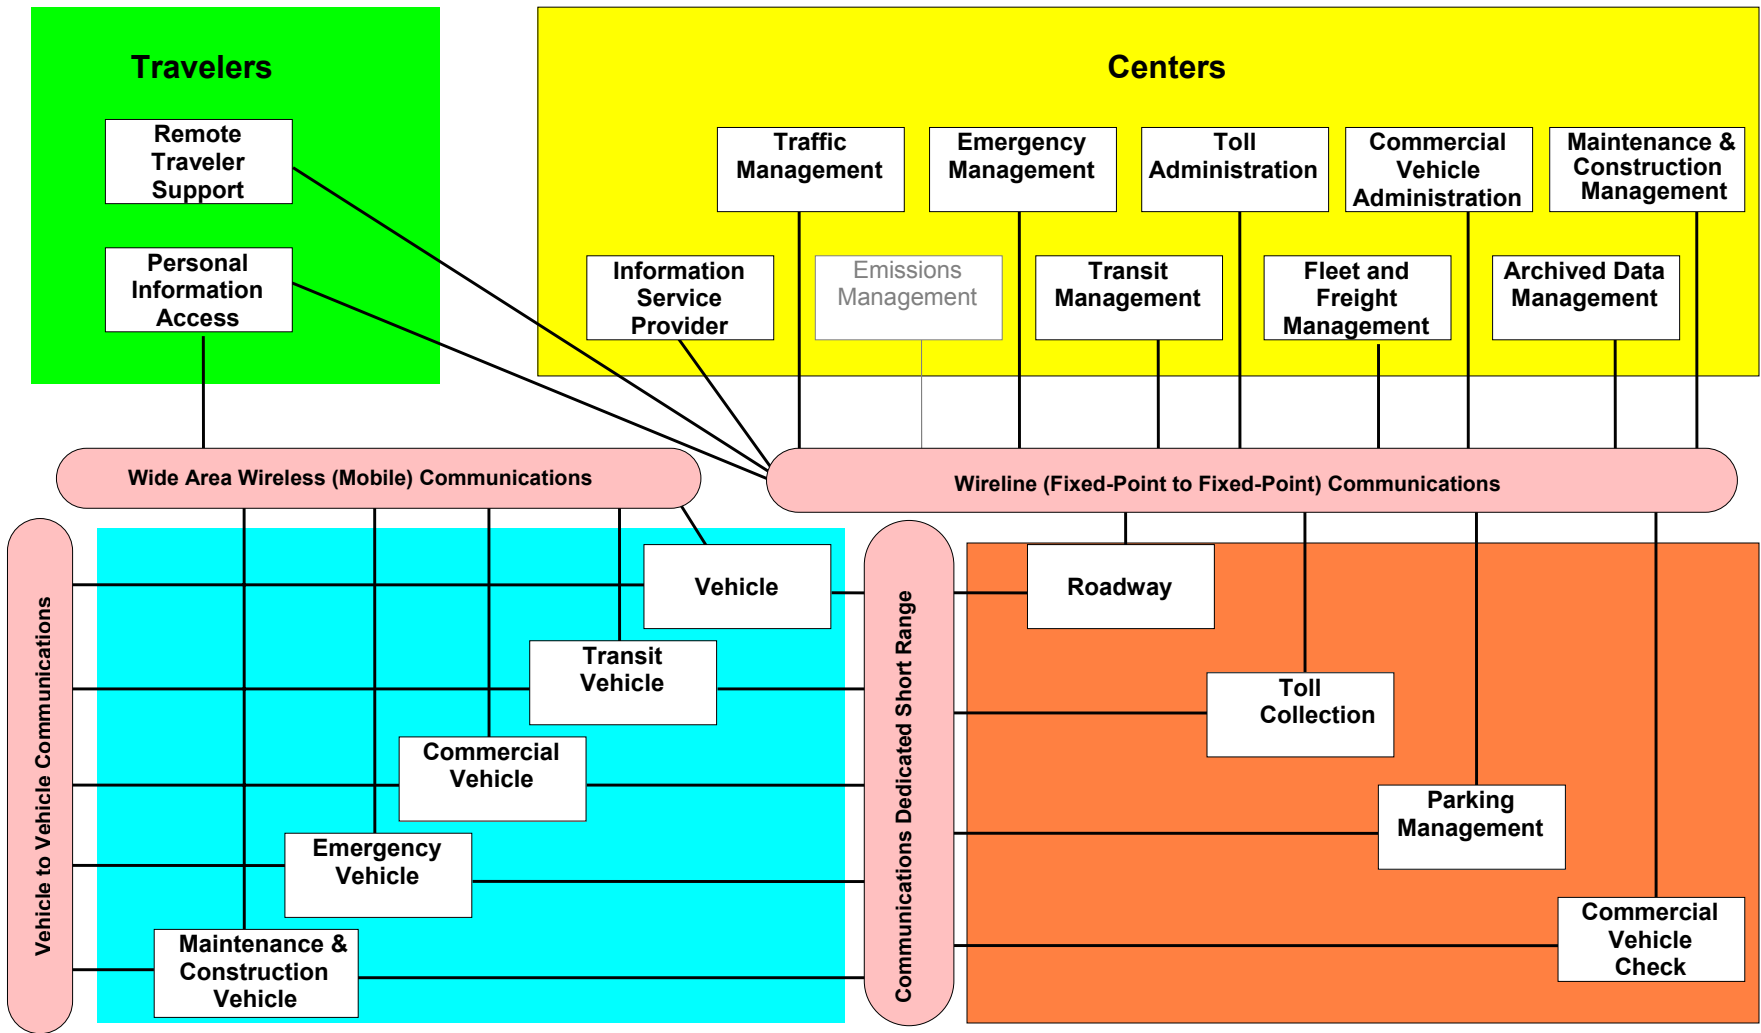 Travelers
Remote
Traveler
Support
Personal
Information
Access
Centers
Traffic
Management
Emergency
Management
Toll
Administration
Commercial
Vehicle
Administration
Maintenance &
Construction
Management
Information
Service
Provider
Emissions
Management
Transit
Management
Fleet and
Freight
Management
Archived Data
Management
Wide Area Wireless (Mobile) Communications
Wireline (Fixed-Point to Fixed-Point) Communications
Vehicle to Vehicle Communications
Vehicle
Transit
Vehicle
Commercial
Vehicle
Emergency
Vehicle
Maintenance &
Construction
Vehicle
Communications Dedicated Short Range
Roadway
Toll
Collection
Parking
Management
Commercial
Vehicle
Check